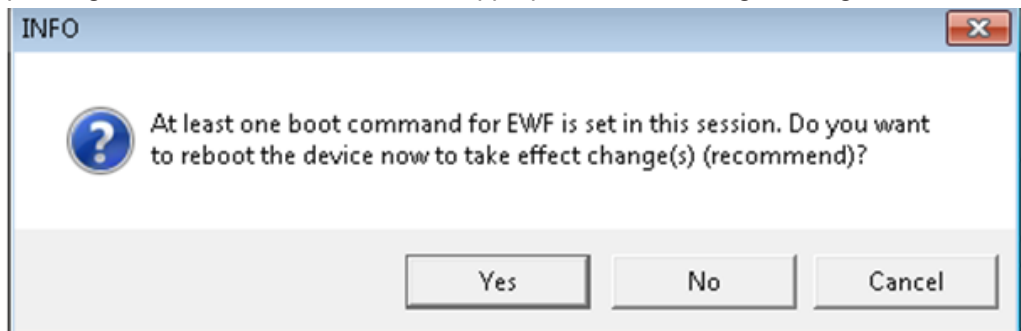 INFO
At least one boot command for EWF is set in this session. Do you want
to reboot the device now to take effect change(s) (recommend)?
Yes
No
Cancel